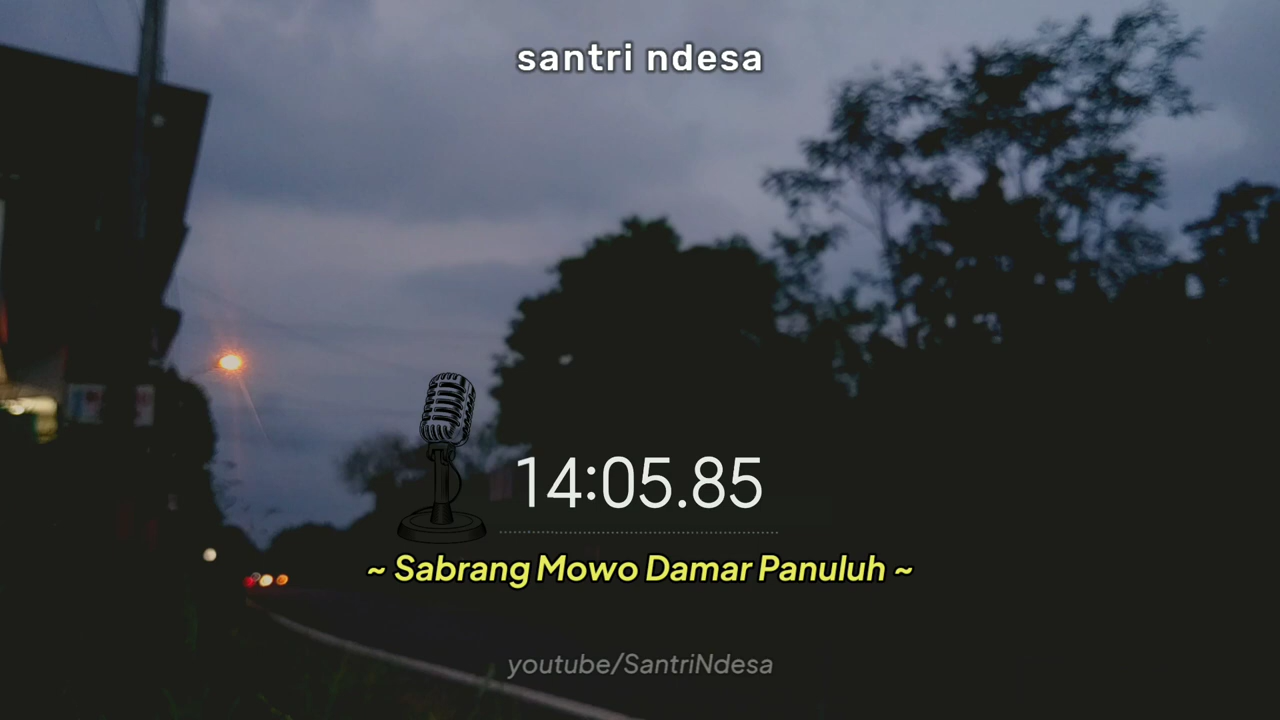 santri ndesa
14:05.85
~ Sabrang Mowo Damar Panuluh ~
youtube/SantriNdesa